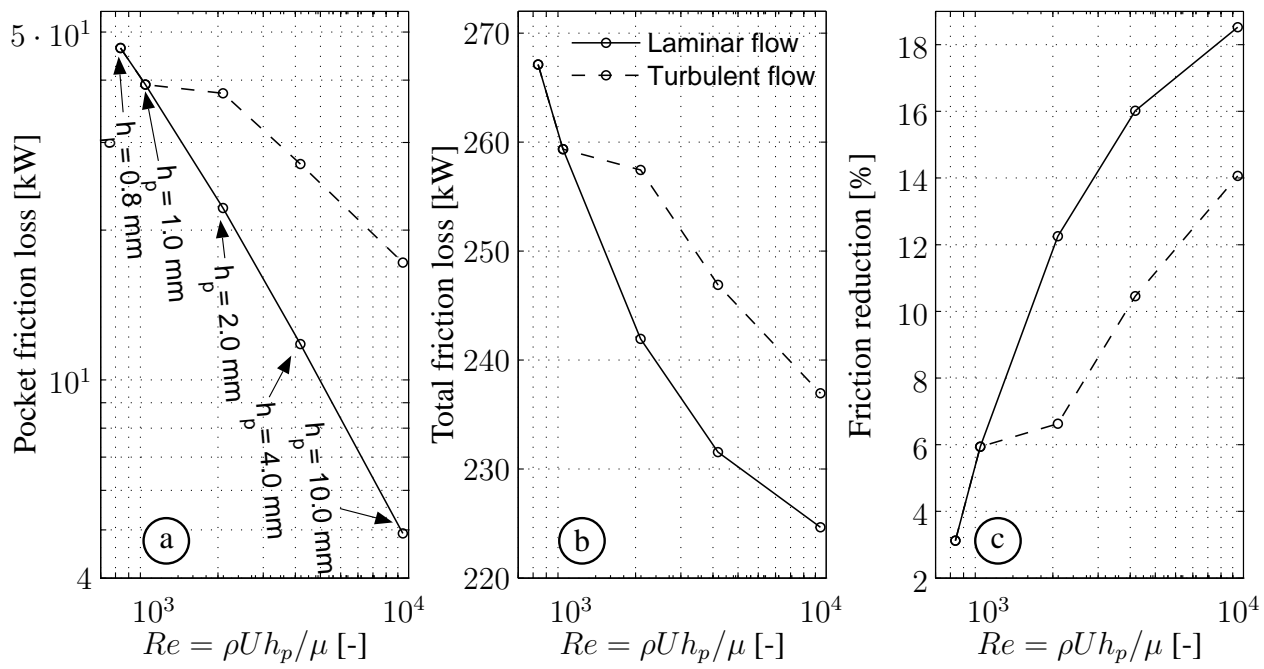 5 · 10^1
10^1
4
Pocket friction loss [kW]
h_p = 0.8 mm
h_p = 1.0 mm
h_p = 2.0 mm
h_p = 4.0 mm
h_p = 10.0 mm
a
10^3
10^4
Re = ρUh_p/μ [-]
270
260
250
240
230
220
Total friction loss [kW]
Laminar flow
Turbulent flow
b
10^3
10^4
Re = ρUh_p/μ [-]
18
16
14
12
10
8
6
4
2
Friction reduction [%]
c
10^3
10^4
Re = ρUh_p/μ [-]